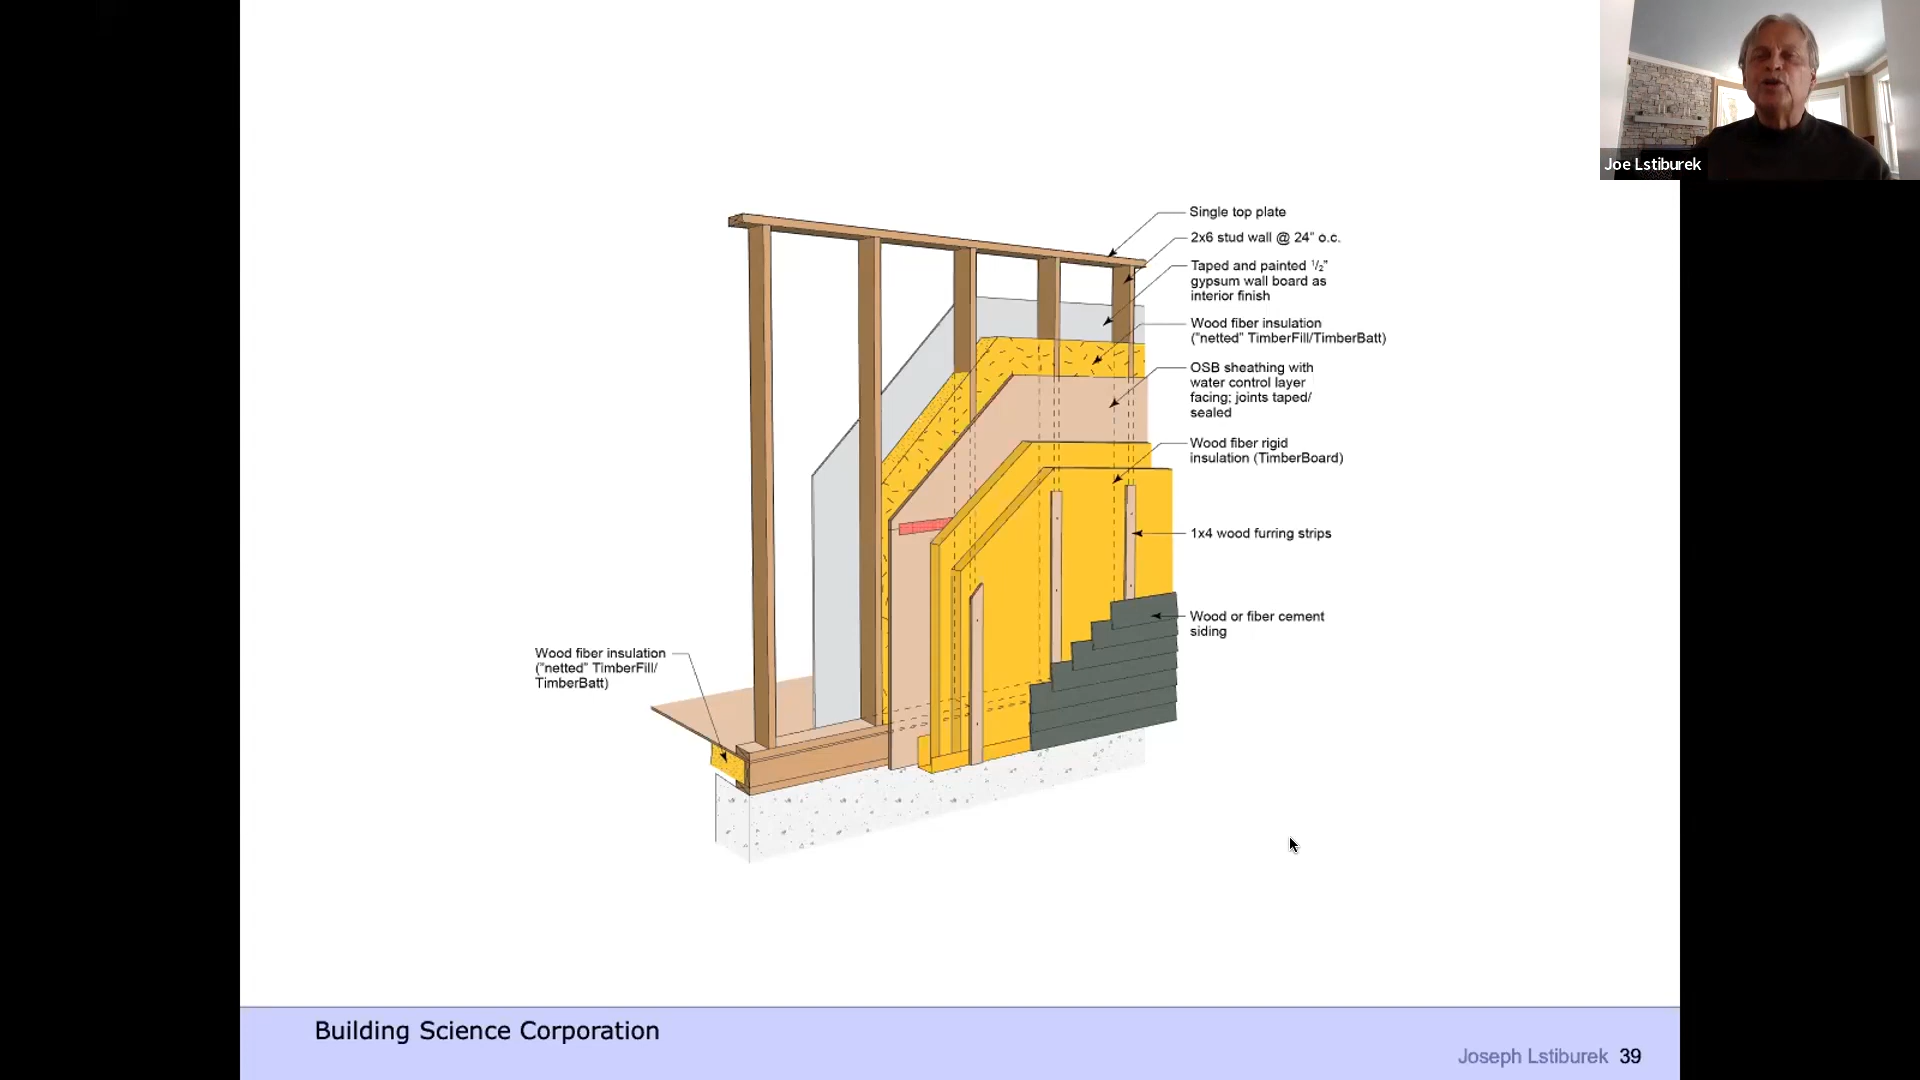 Joe Lstiburek
Single top plate
2x6 stud wall @ 24" o.c.
Taped and painted 1/2"
gypsum wall board as
interior finish
Wood fiber insulation
("netted" TimberFill/TimberBatt)
OSB sheathing with
water control layer
facing; joints taped/
sealed
Wood fiber rigid
insulation (TimberBoard)
1x4 wood furring strips
Wood or fiber cement
siding
Wood fiber insulation
("netted" TimberFill/
TimberBatt)
Building Science Corporation
Joseph Lstiburek 39